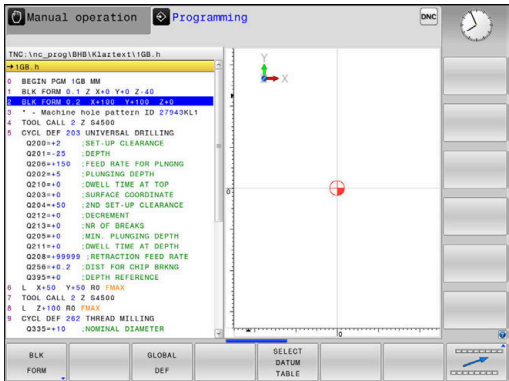 Manual operation
Programming
DNC
TNC:\nc_prog\BHB\Klartext\1GB.h
→1GB.h
0 BEGIN PGM 1GB MM
1 BLK FORM 0.1 Z X+0 Y+0 Z-40
2 BLK FORM 0.2 X+100 Y+100 Z+0
3 * - Machine hole pattern ID 27943KL1
4 TOOL CALL 2 Z S4500
5 CYCL DEF 203 UNIVERSAL DRILLING
Q200=+2 ;SET-UP CLEARANCE
Q201=-25 ;DEPTH
Q206=+150 ;FEED RATE FOR PLNGNG
Q202=+5 ;PLUNGING DEPTH
Q210=+0 ;DWELL TIME AT TOP
Q203=+0 ;SURFACE COORDINATE
Q204=+50 ;2ND SET-UP CLEARANCE
Q212=+0 ;DECREMENT
Q213=+0 ;NR OF BREAKS
Q205=+0 ;MIN. PLUNGING DEPTH
Q211=+0 ;DWELL TIME AT DEPTH
Q208=+99999 ;RETRACTION FEED RATE
Q256=+0.2 ;DIST FOR CHIP BRKNG
Q395=+0 ;DEPTH REFERENCE
6 L X+50 Y+50 R0 FMAX
7 TOOL CALL 2 Z S4500
8 L Z+100 R0 FMAX
9 CYCL DEF 262 THREAD MILLING
Q335=+10 ;NOMINAL DIAMETER
Y
X
0
0
BLK
FORM
GLOBAL
DEF
SELECT
DATUM
TABLE